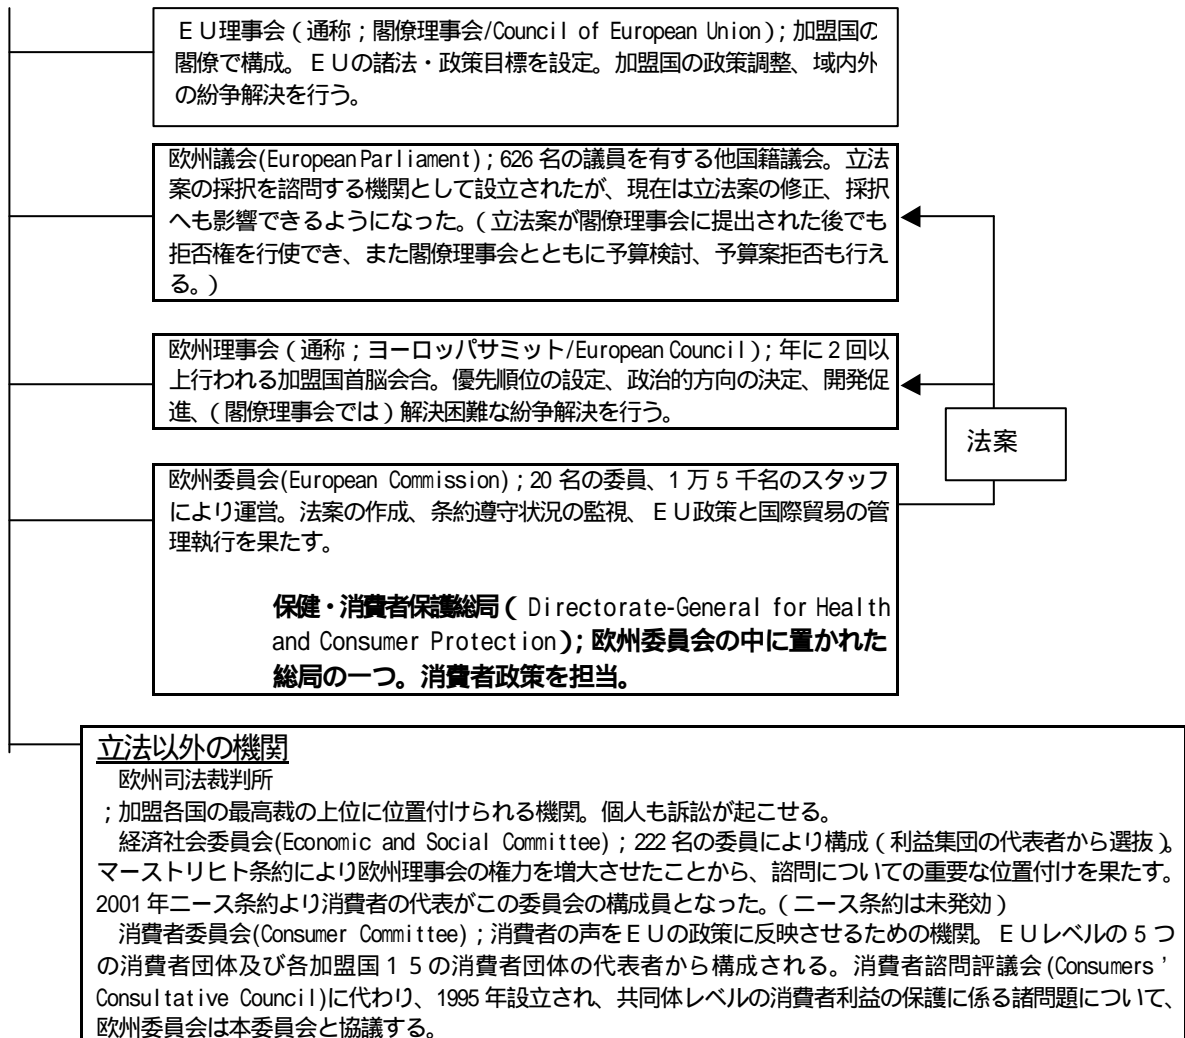 ＥＵ理事会（通称；閣僚理事会/Council of European Union）；加盟国の
閣僚で構成。ＥＵの諸法・政策目標を設定。加盟国の政策調整、域内外
の紛争解決を行う。
欧州議会(European Parliament)；626 名の議員を有する他国籍議会。立法
案の採択を諮問する機関として設立されたが、現在は立法案の修正、採択
へも影響できるようになった。（立法案が閣僚理事会に提出された後でも
拒否権を行使でき、また閣僚理事会とともに予算検討、予算案拒否も行え
る。）
欧州理事会（通称；ヨーロッパサミット/European Council）；年に２回以
上行われる加盟国首脳会合。優先順位の設定、政治的方向の決定、開発促
進、（閣僚理事会では）解決困難な紛争解決を行う。
法案
欧州委員会(European Commission)；20 名の委員、１万５千名のスタッフ
により運営。法案の作成、条約遵守状況の監視、ＥＵ政策と国際貿易の管
理執行を果たす。
保健・消費者保護総局（Directorate-General for Health
and Consumer Protection）；欧州委員会の中に置かれた
総局の一つ。消費者政策を担当。
立法以外の機関
欧州司法裁判所
；加盟各国の最高裁の上位に位置付けられる機関。個人も訴訟が起こせる。
経済社会委員会(Economic and Social Committee)；222 名の委員により構成（利益集団の代表者から選抜）。
マーストリヒト条約により欧州理事会の権力を増大させたことから、諮問についての重要な位置付けを果たす。
2001 年ニース条約より消費者の代表がこの委員会の構成員となった。（ニース条約は未発効）
消費者委員会(Consumer Committee)；消費者の声をＥＵの政策に反映させるための機関。ＥＵレベルの５つ
の消費者団体及び各加盟国１５の消費者団体の代表者から構成される。消費者諮問評議会(Consumers’
Consultative Council)に代わり、1995 年設立され、共同体レベルの消費者利益の保護に係る諸問題について、
欧州委員会は本委員会と協議する。